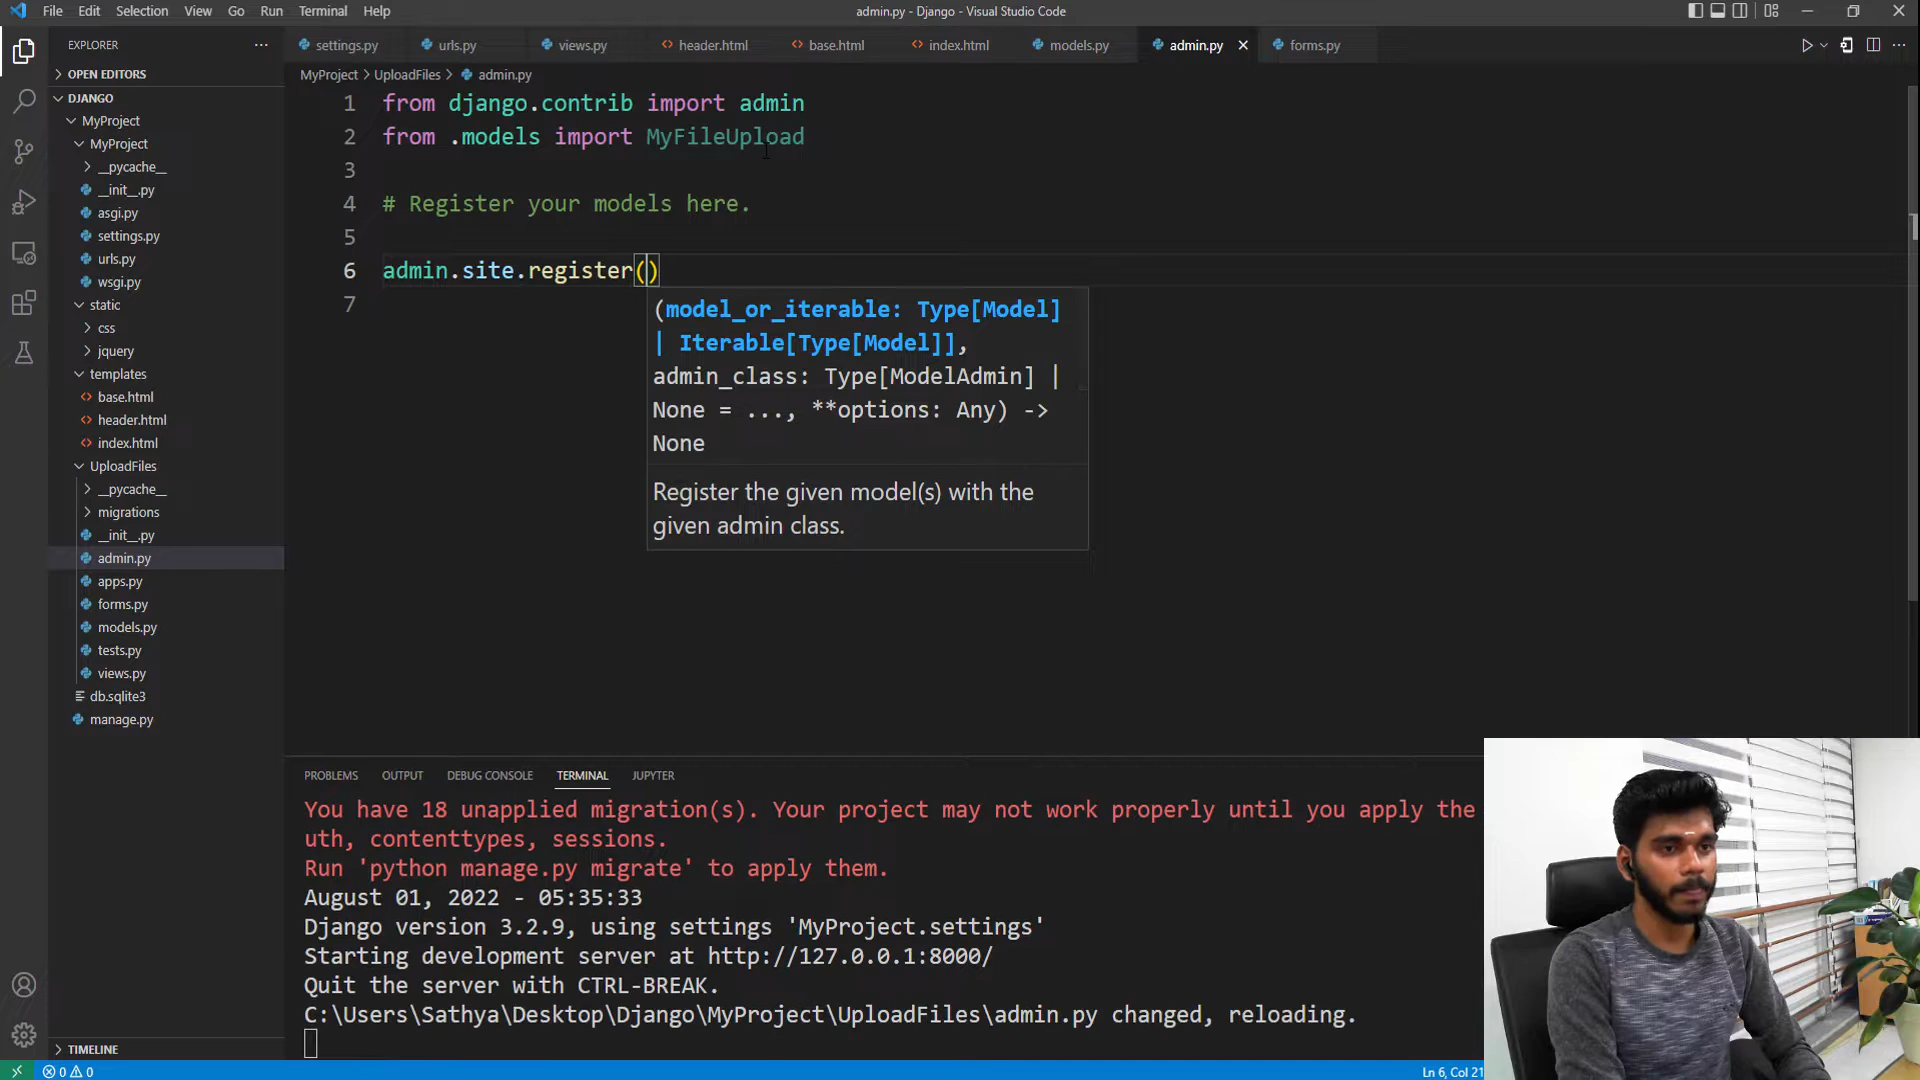 File Edit Selection View Go Run Terminal Help
admin.py - Django - Visual Studio Code
EXPLORER
settings.py urls.py views.py header.html base.html index.html models.py admin.py forms.py
OPEN EDITORS
DJANGO
MyProject
MyProject
__pycache__
__init__.py
asgi.py
settings.py
urls.py
wsgi.py
static
css
jquery
templates
base.html
header.html
index.html
UploadFiles
__pycache__
migrations
__init__.py
admin.py
apps.py
forms.py
models.py
tests.py
views.py
db.sqlite3
manage.py
TIMELINE
MyProject > UploadFiles > admin.py
1 from django.contrib import admin
2 from .models import MyFileUpload
3
4 # Register your models here.
5
6 admin.site.register()
7
(model_or_iterable: Type[Model]
| Iterable[Type[Model]],
admin_class: Type[ModelAdmin] |
None = ..., **options: Any) ->
None
Register the given model(s) with the
given admin class.
PROBLEMS OUTPUT DEBUG CONSOLE TERMINAL JUPYTER
You have 18 unapplied migration(s). Your project may not work properly until you apply the
uth, contenttypes, sessions.
Run 'python manage.py migrate' to apply them.
August 01, 2022 - 05:35:33
Django version 3.2.9, using settings 'MyProject.settings'
Starting development server at http://127.0.0.1:8000/
Quit the server with CTRL-BREAK.
C:\Users\Sathya\Desktop\Django\MyProject\UploadFiles\admin.py changed, reloading.
0 0
Ln 6, Col 21